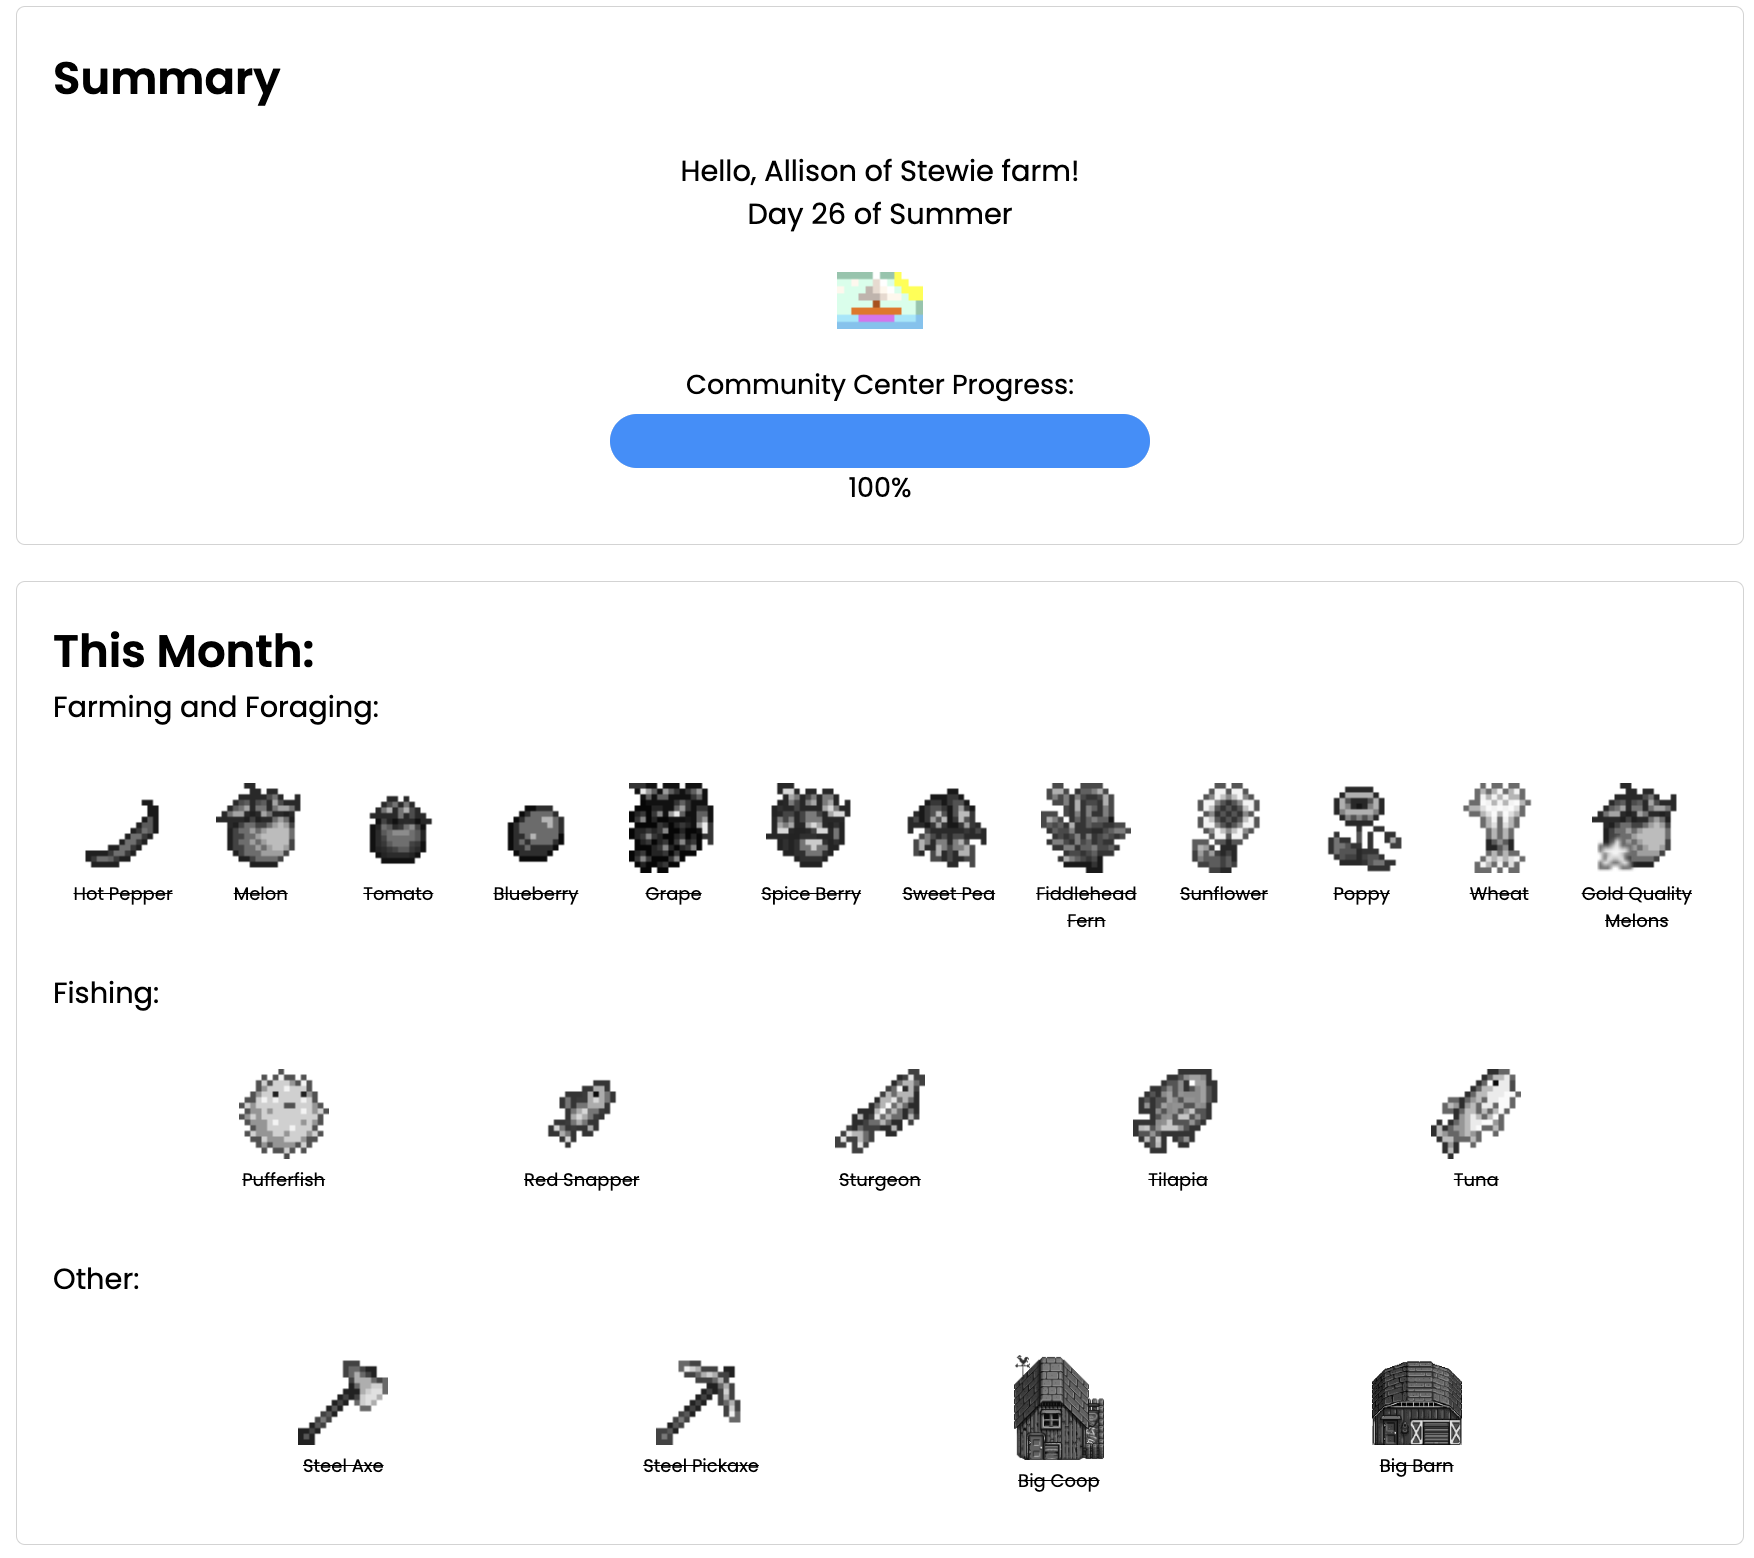 Summary
Hello, Allison of Stewie farm!
Day 26 of Summer
Community Center Progress:
100%
This Month:
Farming and Foraging:
Hot Pepper
Melon
Tomato
Blueberry
Grape
Spice Berry
Sweet Pea
Fiddlehead
Fern
Sunflower
Poppy
Wheat
Gold Quality
Melons
Fishing:
Pufferfish
Red Snapper
Sturgeon
Tilapia
Tuna
Other:
Steel Axe
Steel Pickaxe
Big Coop
Big Barn